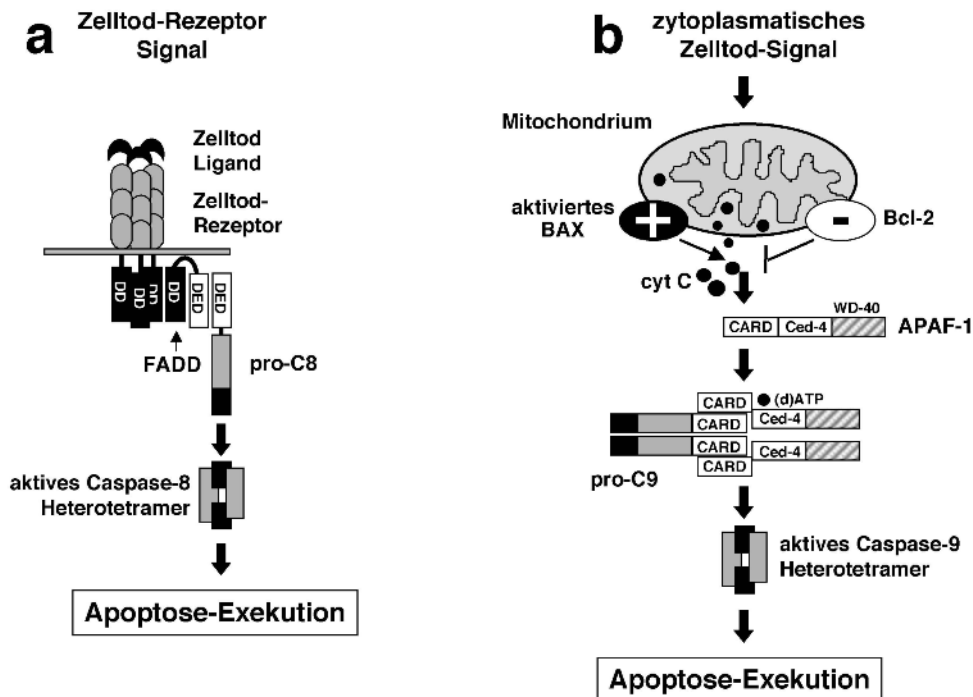 a
Zelltod-Rezeptor
Signal
Zelltod
Ligand
Zelltod-
Rezeptor
DD
DD
DD
DD
DED
DED
FADD
pro-C8
aktives Caspase-8
Heterotetramer
Apoptose-Exekution
b
zytoplasmatisches
Zelltod-Signal
Mitochondrium
aktiviertes
BAX
+
-
Bcl-2
cyt C
WD-40
CARD Ced-4
APAF-1
CARD
(d)ATP
Ced-4
CARD
CARD
Ced-4
CARD
pro-C9
aktives Caspase-9
Heterotetramer
Apoptose-Exekution